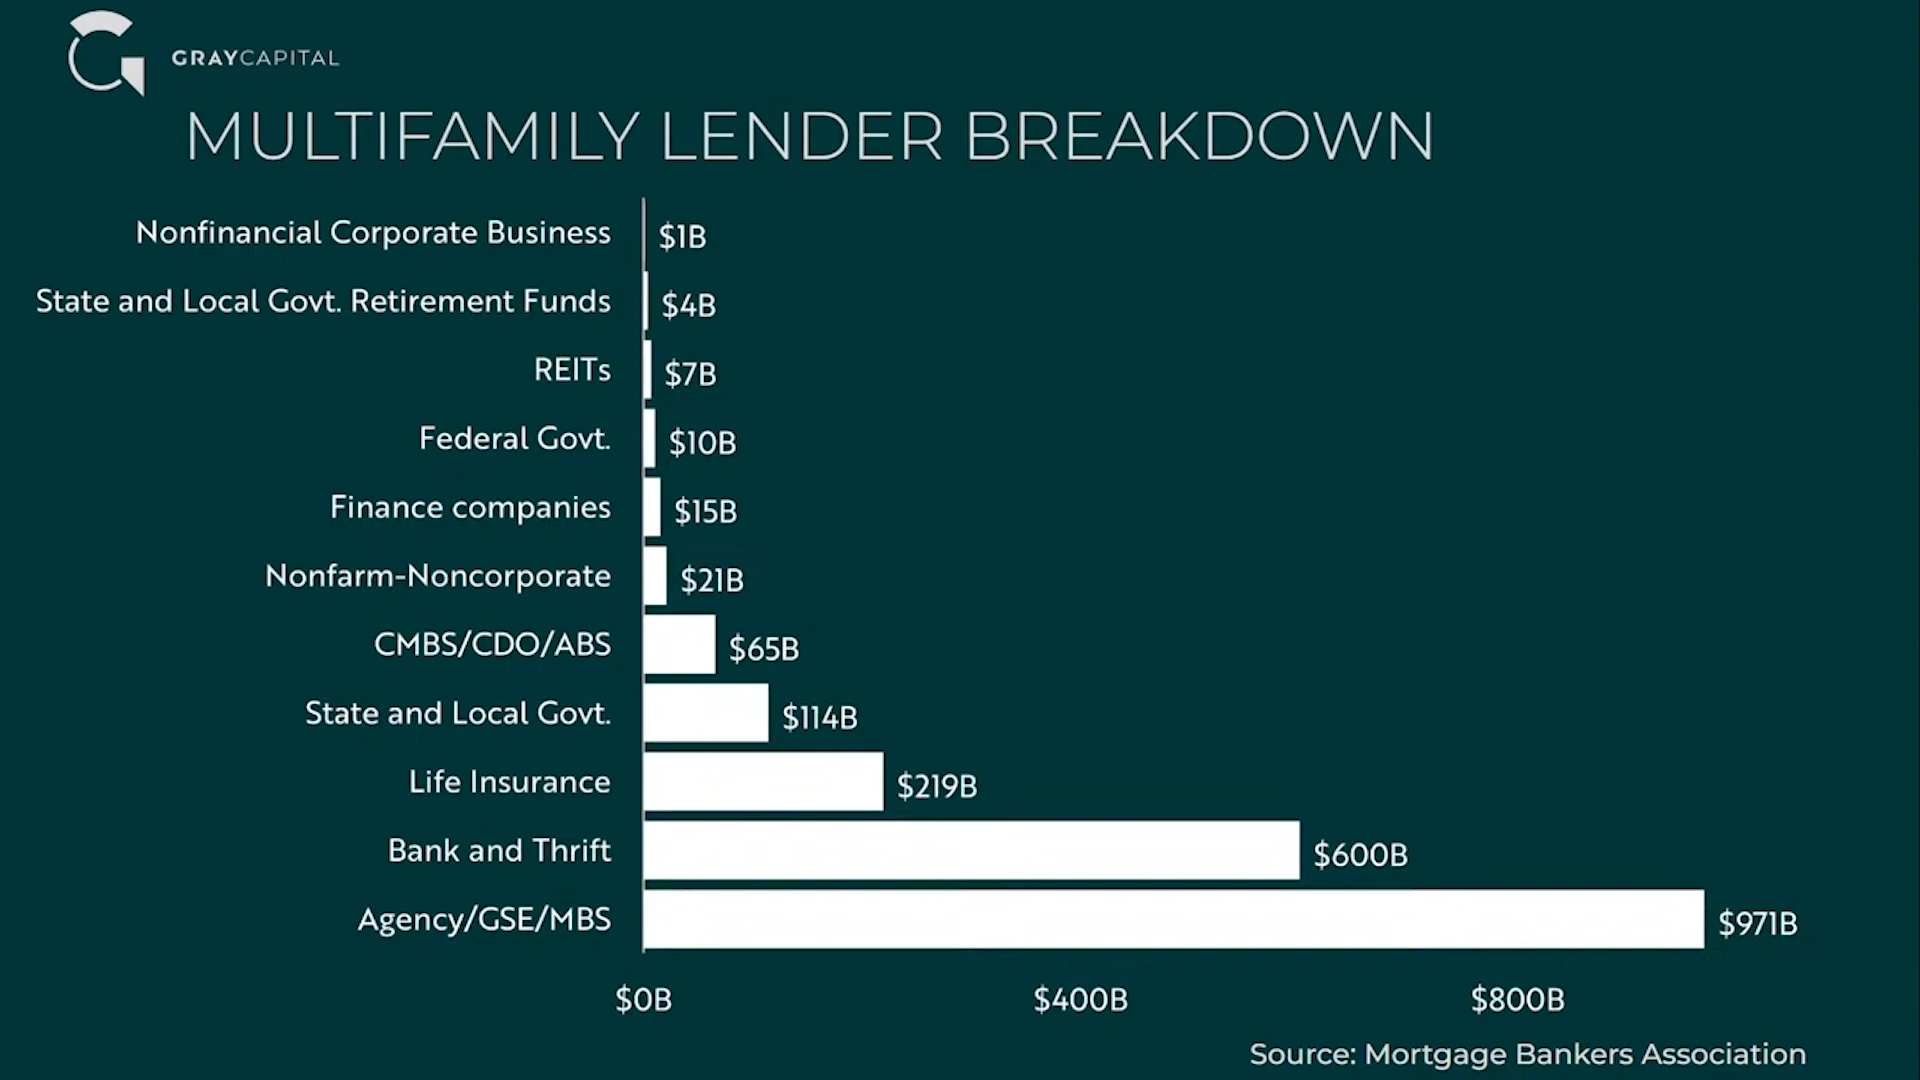 GRAYCAPITAL
MULTIFAMILY LENDER BREAKDOWN
Nonfinancial Corporate Business $1B
State and Local Govt. Retirement Funds $4B
REITs $7B
Federal Govt. $10B
Finance companies $15B
Nonfarm-Noncorporate $21B
CMBS/CDO/ABS $65B
State and Local Govt. $114B
Life Insurance $219B
Bank and Thrift $600B
Agency/GSE/MBS $971B
$0B $400B $800B
Source: Mortgage Bankers Association